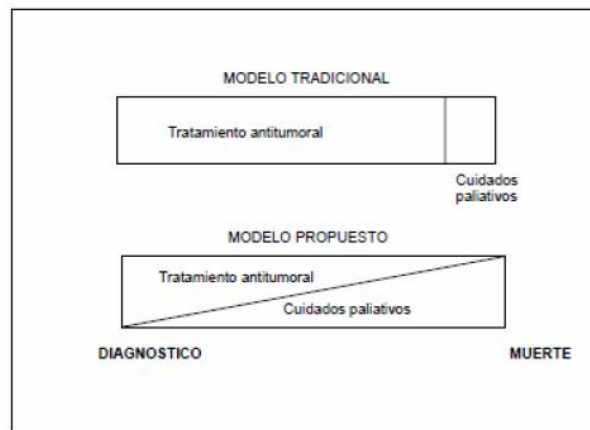 MODELO TRADICIONAL
Tratamiento antitumoral
Cuidados
paliativos
MODELO PROPUESTO
Tratamiento antitumoral
Cuidados paliativos
DIAGNOSTICO MUERTE